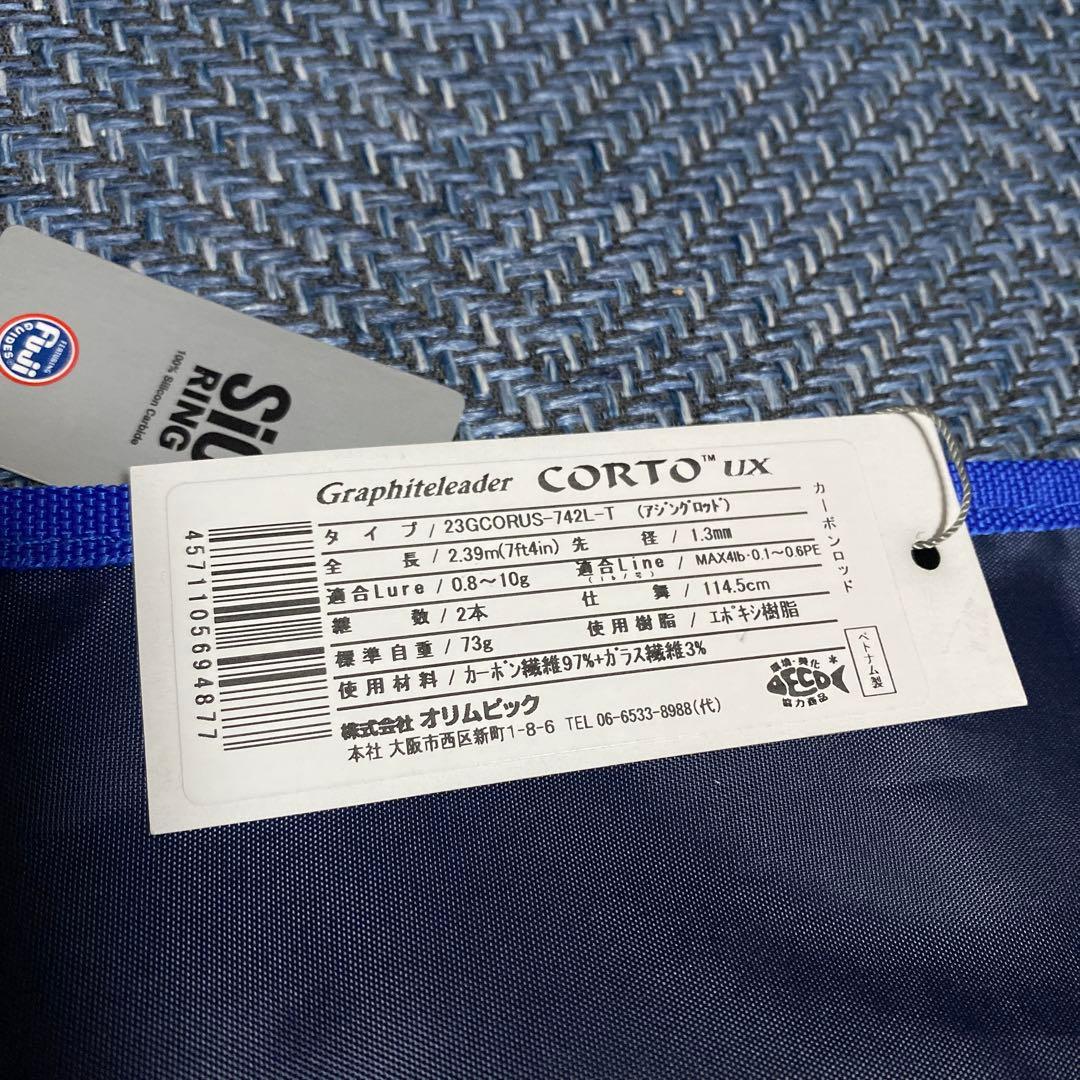 FEATURING
Fuji
GUIDES
SiC
RING
100% Silicon Carbide
Graphiteleader CORTO™ UX
タイプ / 23GCORUS-742L-T (アジングロッド)
全長 / 2.39m(7ft4in) 先径 / 1.3mm
適合Lure / 0.8～10g 適合Line (lb/号) / MAX4lb・0.1～0.6PE
継数 / 2本 仕舞 / 114.5cm
標準自重 / 73g 使用樹脂 / エポキシ樹脂
使用材料 / カーボン繊維97%+ガラス繊維3%
株式会社 オリムピック
本社 大阪市西区新町1-8-6 TEL 06-6533-8988(代)
カーボンロッド
ベトナム製
環境・美化
ECO
協力商品
4571105694877